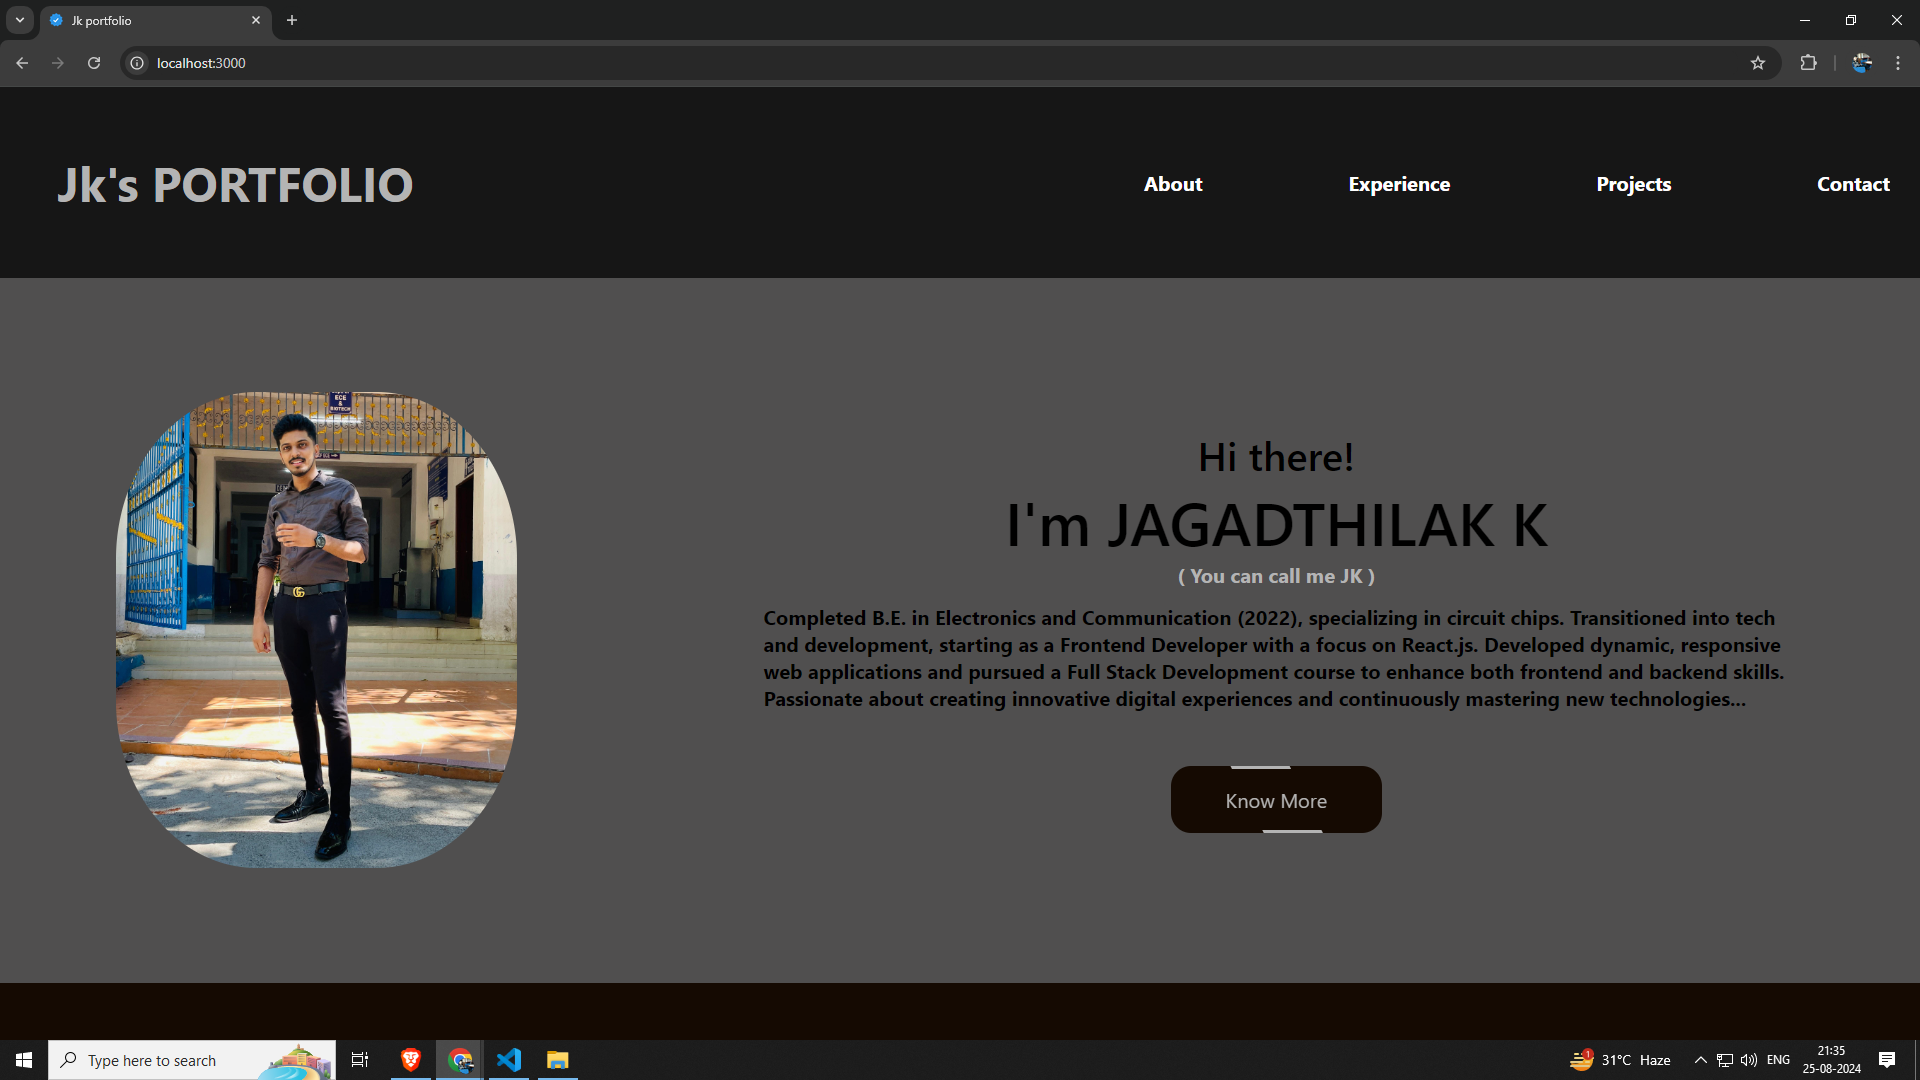 Jk portfolio
localhost:3000
Jk's PORTFOLIO
About
Experience
Projects
Contact
ECE
&
BIOTECH
Hi there!
I'm JAGADTHILAK K
( You can call me JK )
Completed B.E. in Electronics and Communication (2022), specializing in circuit chips. Transitioned into tech
and development, starting as a Frontend Developer with a focus on React.js. Developed dynamic, responsive
web applications and pursued a Full Stack Development course to enhance both frontend and backend skills.
Passionate about creating innovative digital experiences and continuously mastering new technologies...
Know More
Type here to search
1
31°C Haze
ENG
21:35
25-08-2024